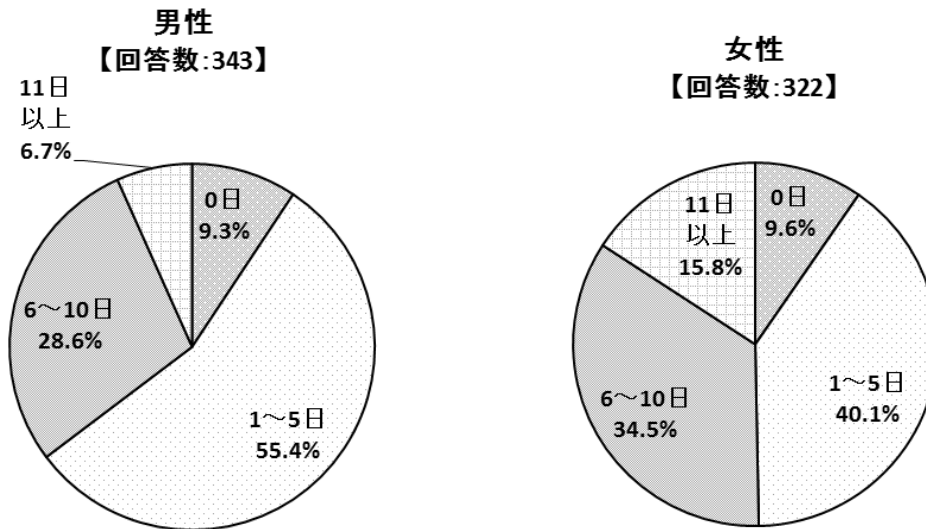 男性
【回答数:343】
11日
以上
6.7%
0日
9.3%
6～10日
28.6%
1～5日
55.4%
女性
【回答数:322】
11日
以上
15.8%
0日
9.6%
6～10日
34.5%
1～5日
40.1%